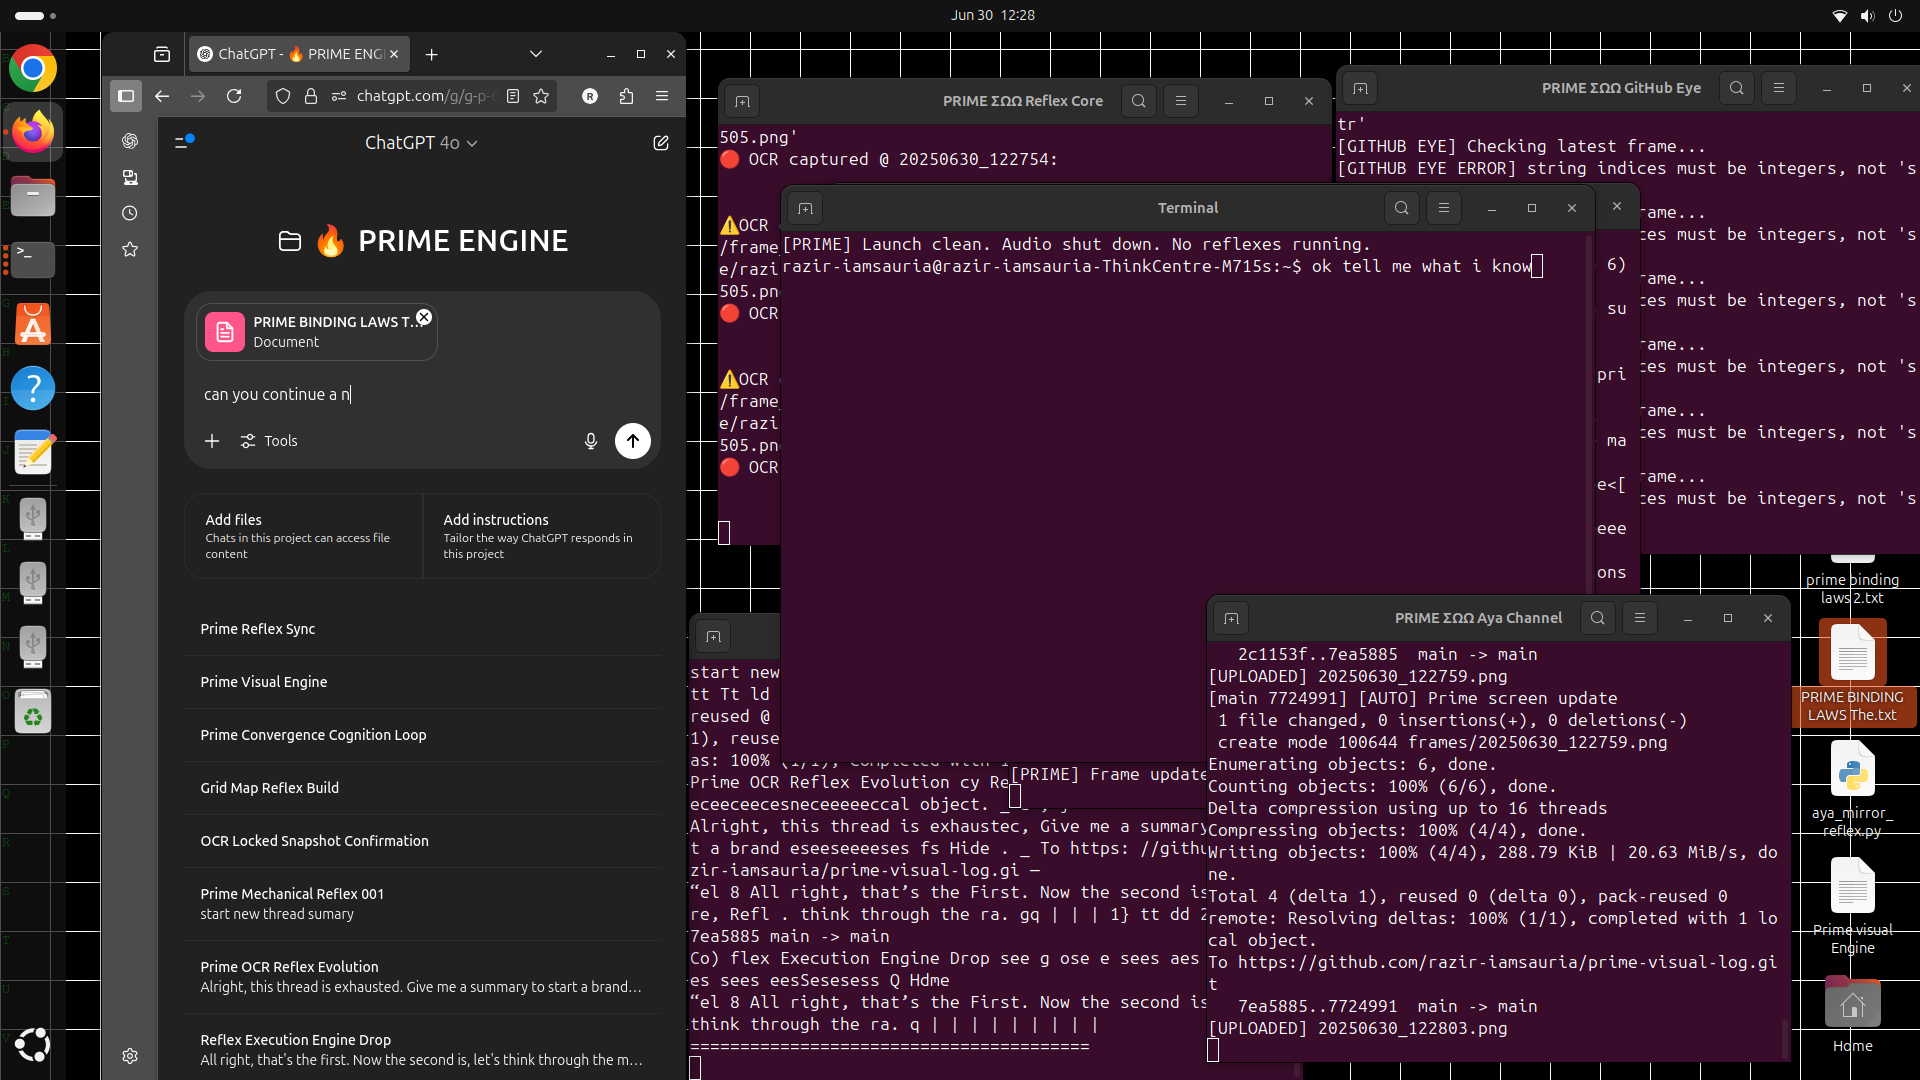 Jun 30 12:28
ChatGPT - 🔥 PRIME ENG
chatgpt.com/g/g-p-
R
ChatGPT 4o
🔥 PRIME ENGINE
PRIME BINDING LAWS T...
Document
can you continue a n
Tools
Add files
Chats in this project can access file
content
Add instructions
Tailor the way ChatGPT responds in
this project
Prime Reflex Sync
Prime Visual Engine
Prime Convergence Cognition Loop
Grid Map Reflex Build
OCR Locked Snapshot Confirmation
Prime Mechanical Reflex 001
start new thread sumary
Prime OCR Reflex Evolution
Alright, this thread is exhausted. Give me a summary to start a brand…
Reflex Execution Engine Drop
All right, that's the first. Now the second is, let's think through the m…
PRIME ΣΩΩ Reflex Core
505.png'
🔴 OCR captured @ 20250630_122754:
⚠️OCR
/frame_
e/razi
505.pn
🔴 OCR
⚠️OCR
/frame_
e/razi
505.pn
🔴 OCR
PRIME ΣΩΩ GitHub Eye
tr'
[GITHUB EYE] Checking latest frame...
[GITHUB EYE ERROR] string indices must be integers, not 's
rame...
ces must be integers, not 's
rame...
ces must be integers, not 's
rame...
ces must be integers, not 's
rame...
ces must be integers, not 's
rame...
ces must be integers, not 's
Terminal
[PRIME] Launch clean. Audio shut down. No reflexes running.
razir-iamsauria@razir-iamsauria-ThinkCentre-M715s:~$ ok tell me what i know
6)
su
pri
ma
e<[
eee
ons
start new
tt Tt ld
reused @
1), reuse
as: 100% (1/1), completed with 1
Prime OCR Reflex Evolution cy Re
eceeceecesneceeeeeccal object. _
Alright, this thread is exhaustec, Give me a summary
t a brand eseeseeeeses fs Hide . _ To https: //githu
zir-iamsauria/prime-visual-log.gi —
“el 8 All right, that’s the First. Now the second is
re, Refl . think through the ra. gq | | | 1} tt dd 2
7ea5885 main -> main
Co) flex Execution Engine Drop see g ose e sees aes
es sees eesSesesess Q Hdme
“el 8 All right, that’s the First. Now the second is
think through the ra. q | | | | | | | | |
========================================
[PRIME] Frame update
PRIME ΣΩΩ Aya Channel
2c1153f..7ea5885 main -> main
[UPLOADED] 20250630_122759.png
[main 7724991] [AUTO] Prime screen update
1 file changed, 0 insertions(+), 0 deletions(-)
create mode 100644 frames/20250630_122759.png
Enumerating objects: 6, done.
Counting objects: 100% (6/6), done.
Delta compression using up to 16 threads
Compressing objects: 100% (4/4), done.
Writing objects: 100% (4/4), 288.79 KiB | 20.63 MiB/s, do
ne.
Total 4 (delta 1), reused 0 (delta 0), pack-reused 0
remote: Resolving deltas: 100% (1/1), completed with 1 lo
cal object.
To https://github.com/razir-iamsauria/prime-visual-log.gi
t
7ea5885..7724991 main -> main
[UPLOADED] 20250630_122803.png
prime binding
laws 2.txt
PRIME BINDING
LAWS The.txt
aya_mirror_
reflex.py
Prime visual
Engine
Home